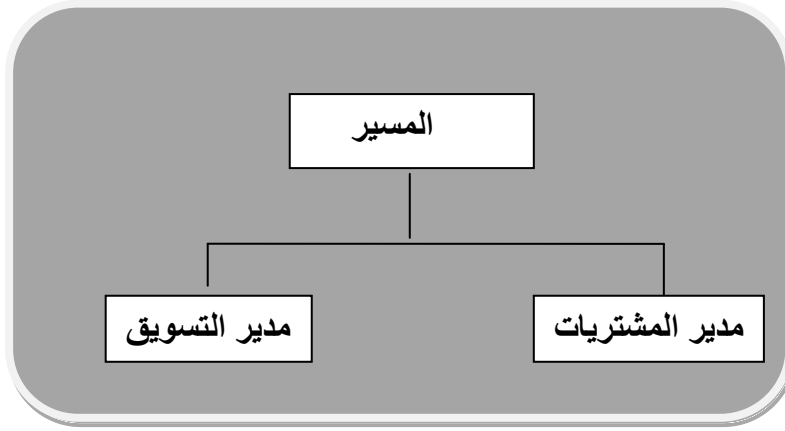 المسير
مدير المشتريات
مدير التسويق